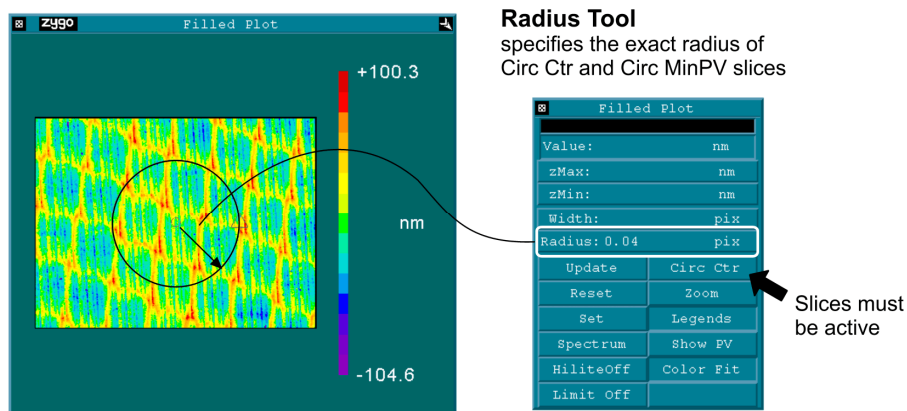 zygo
Filled Plot
+100.3
nm
-104.6
Radius Tool
specifies the exact radius of
Circ Ctr and Circ MinPV slices
Filled Plot
Value: nm
zMax: nm
zMin: nm
Width: pix
Radius: 0.04 pix
Update Circ Ctr
Reset Zoom
Set Legends
Spectrum Show PV
HiliteOff Color Fit
Limit Off
Slices must
be active